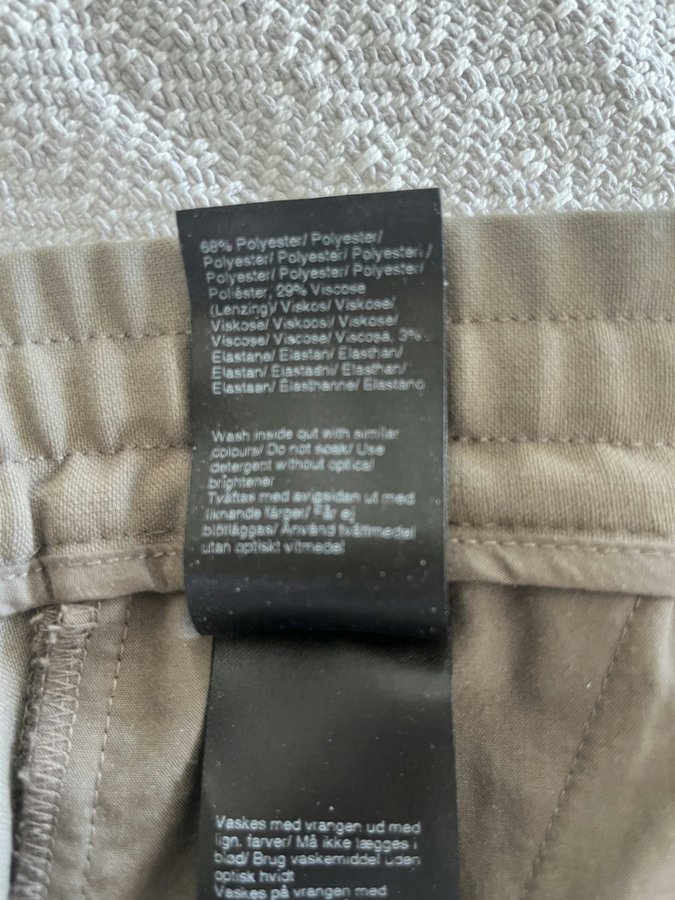 68% Polyester/ Polyester/
Polyester/ Polyester/ Polyesteri/
Polyester/ Polyester/ Polyester/
Poliéster, 29% Viscose
(Lenzing)/ Viskos/ Viskose/
Viskose/ Viskoosi/ Viskose/
Viscose/ Viscose/ Viscosa, 3%
Elastane/ Elastan/ Elasthan/
Elastan/ Elastaani/ Elasthan/
Elastaan/ Élasthanne/ Elastano
Wash inside out with similar
colours/ Do not soak/ Use
detergent without optical
brightener
Tvättas med avigsidan ut med
liknande färger/ Får ej
blötläggas/ Använd tvättmedel
utan optiskt vitmedel
Vaskes med vrangen ud med
lign. farver/ Må ikke lægges i
blød/ Brug vaskemiddel uden
optisk hvidt
Vaskes på vrangen med